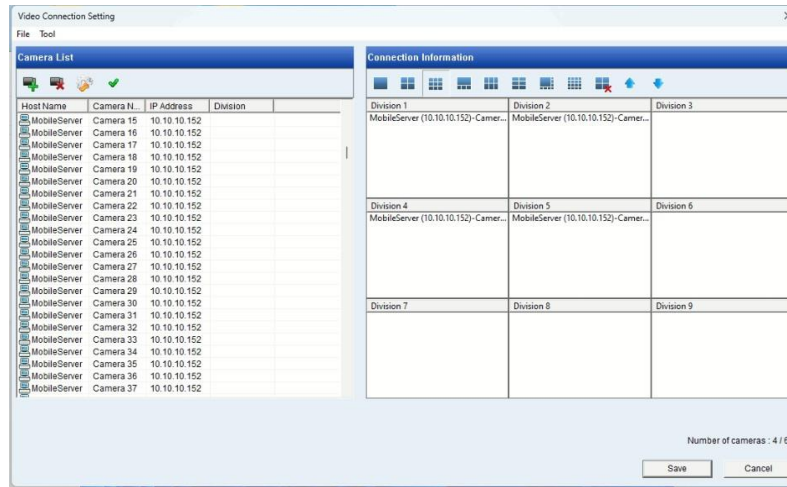 Video Connection Setting
File Tool
Camera List
Host Name Camera N... IP Address Division
MobileServer Camera 15 10.10.10.152
MobileServer Camera 16 10.10.10.152
MobileServer Camera 17 10.10.10.152
MobileServer Camera 18 10.10.10.152
MobileServer Camera 19 10.10.10.152
MobileServer Camera 20 10.10.10.152
MobileServer Camera 21 10.10.10.152
MobileServer Camera 22 10.10.10.152
MobileServer Camera 23 10.10.10.152
MobileServer Camera 24 10.10.10.152
MobileServer Camera 25 10.10.10.152
MobileServer Camera 26 10.10.10.152
MobileServer Camera 27 10.10.10.152
MobileServer Camera 28 10.10.10.152
MobileServer Camera 29 10.10.10.152
MobileServer Camera 30 10.10.10.152
MobileServer Camera 31 10.10.10.152
MobileServer Camera 32 10.10.10.152
MobileServer Camera 33 10.10.10.152
MobileServer Camera 34 10.10.10.152
MobileServer Camera 35 10.10.10.152
MobileServer Camera 36 10.10.10.152
MobileServer Camera 37 10.10.10.152
Connection Information
Division 1 Division 2 Division 3
MobileServer (10.10.10.152)-Camer... MobileServer (10.10.10.152)-Camer...
Division 4 Division 5 Division 6
MobileServer (10.10.10.152)-Camer... MobileServer (10.10.10.152)-Camer...
Division 7 Division 8 Division 9
Number of cameras : 4 /
Save Cancel